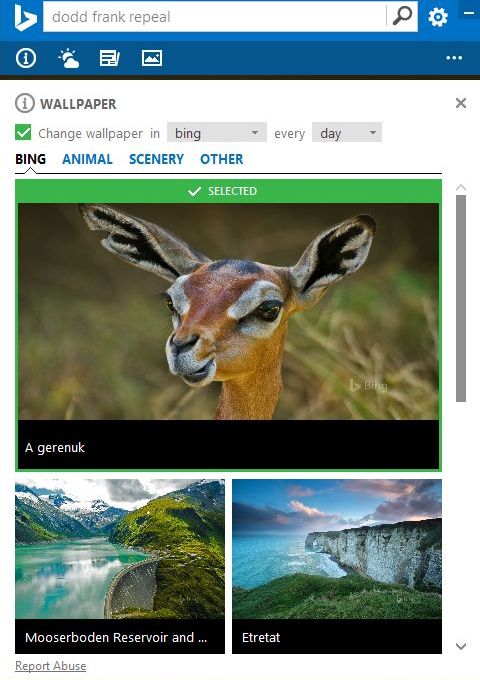 dodd frank repeal
WALLPAPER
Change wallpaper in bing every day
BING ANIMAL SCENERY OTHER
SELECTED
Bing
A gerenuk
Mooserboden Reservoir and ...
Etretat
Report Abuse